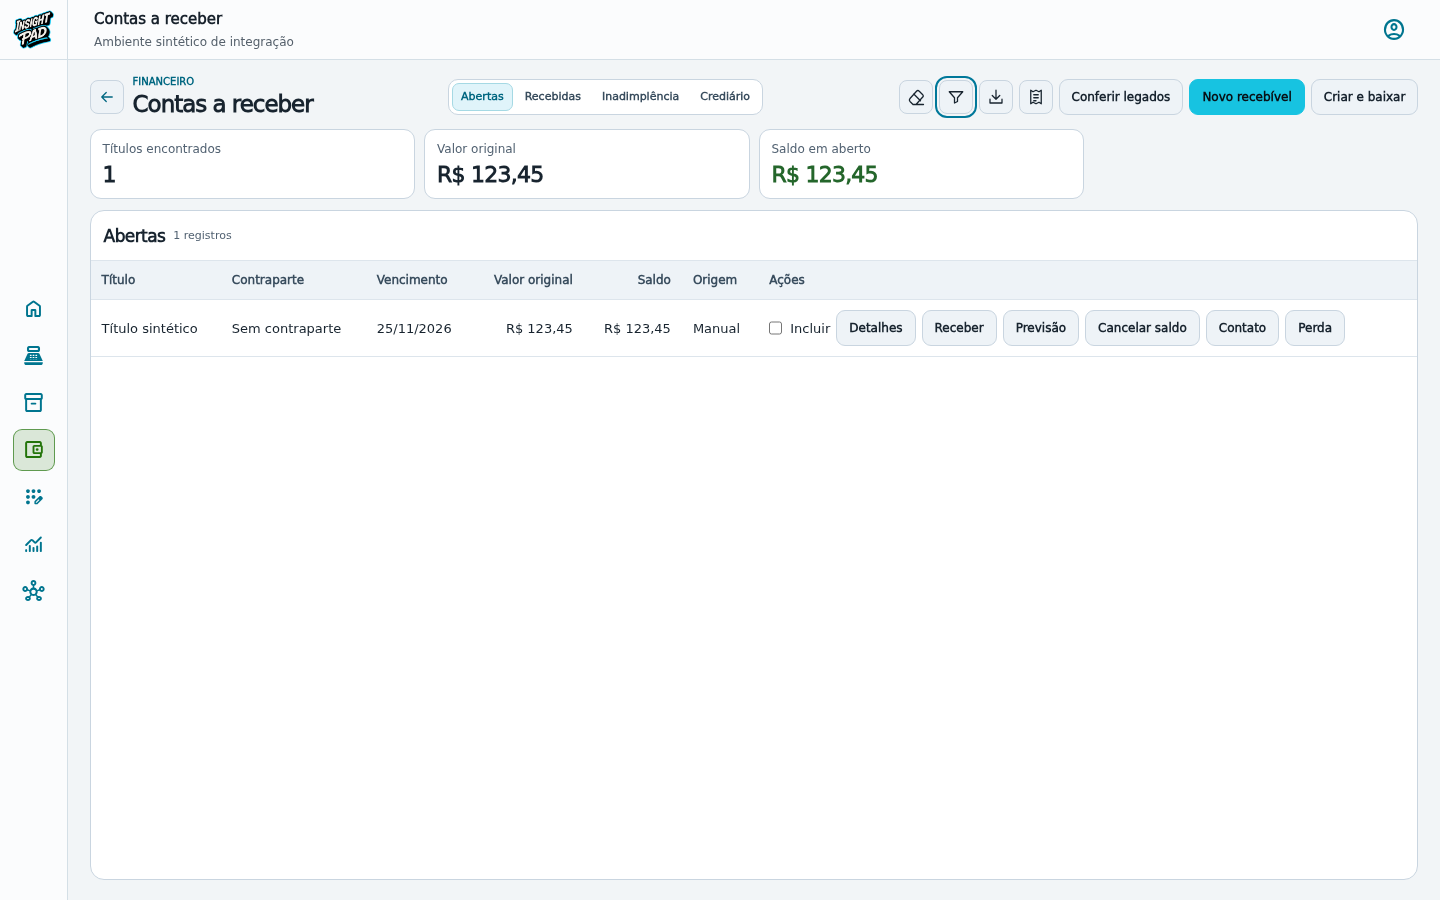 INSIGHT
PAD
Contas a receber
Ambiente sintético de integração
FINANCEIRO
Contas a receber
Abertas Recebidas Inadimplência Crediário
Conferir legados Novo recebível Criar e baixar
Títulos encontrados
1
Valor original
R$ 123,45
Saldo em aberto
R$ 123,45
Abertas 1 registros
Título Contraparte Vencimento Valor original Saldo Origem Ações
Título sintético Sem contraparte 25/11/2026 R$ 123,45 R$ 123,45 Manual Incluir Detalhes Receber Previsão Cancelar saldo Contato Perda